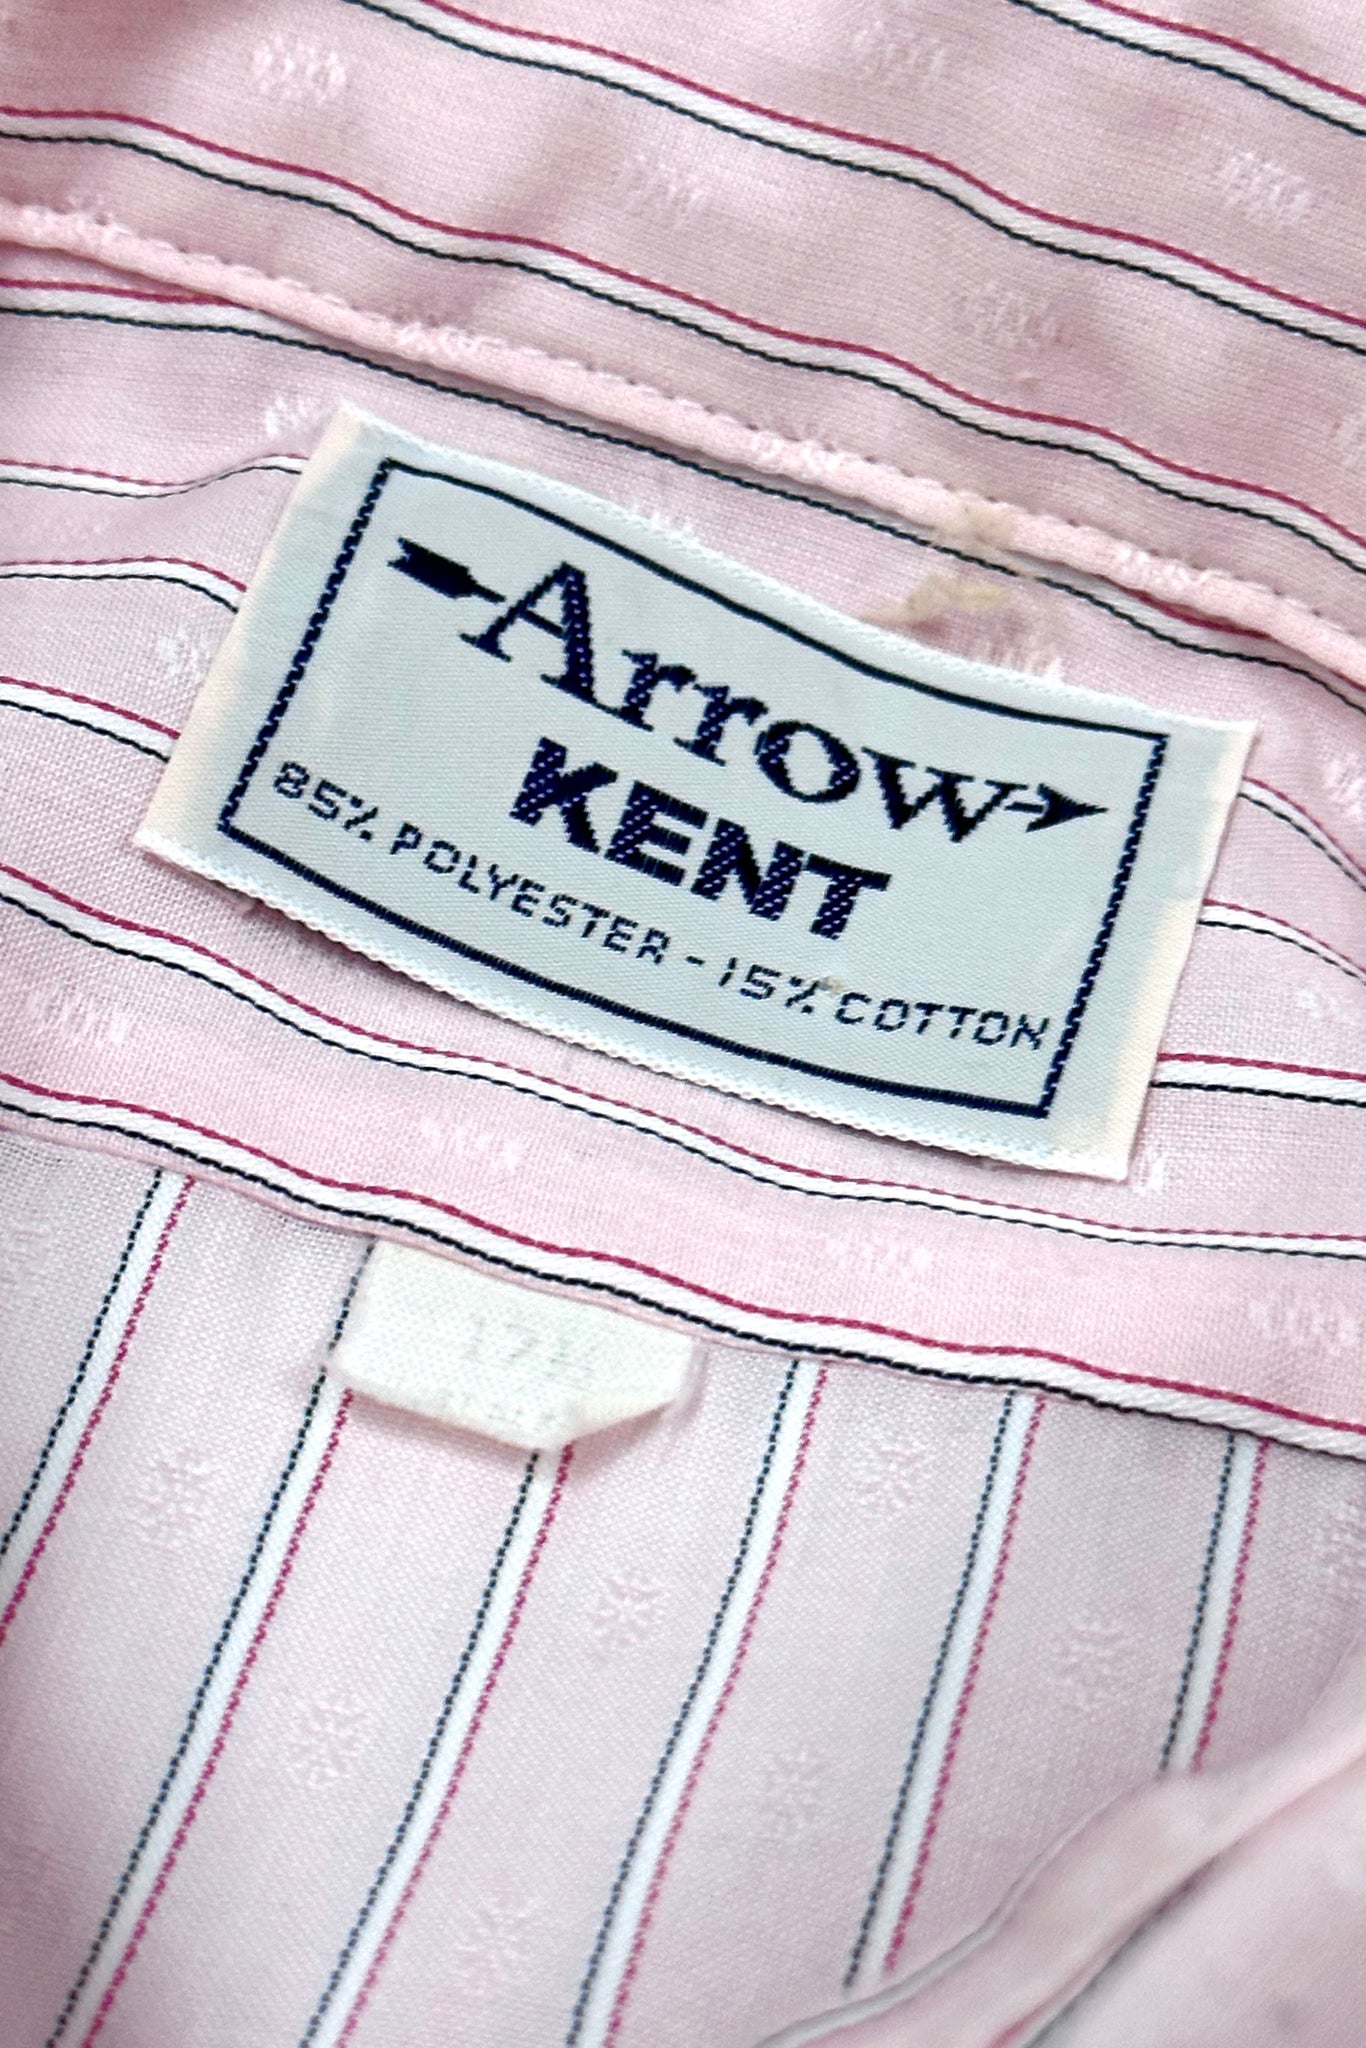 Arrow
KENT
85% POLYESTER - 15% COTTON